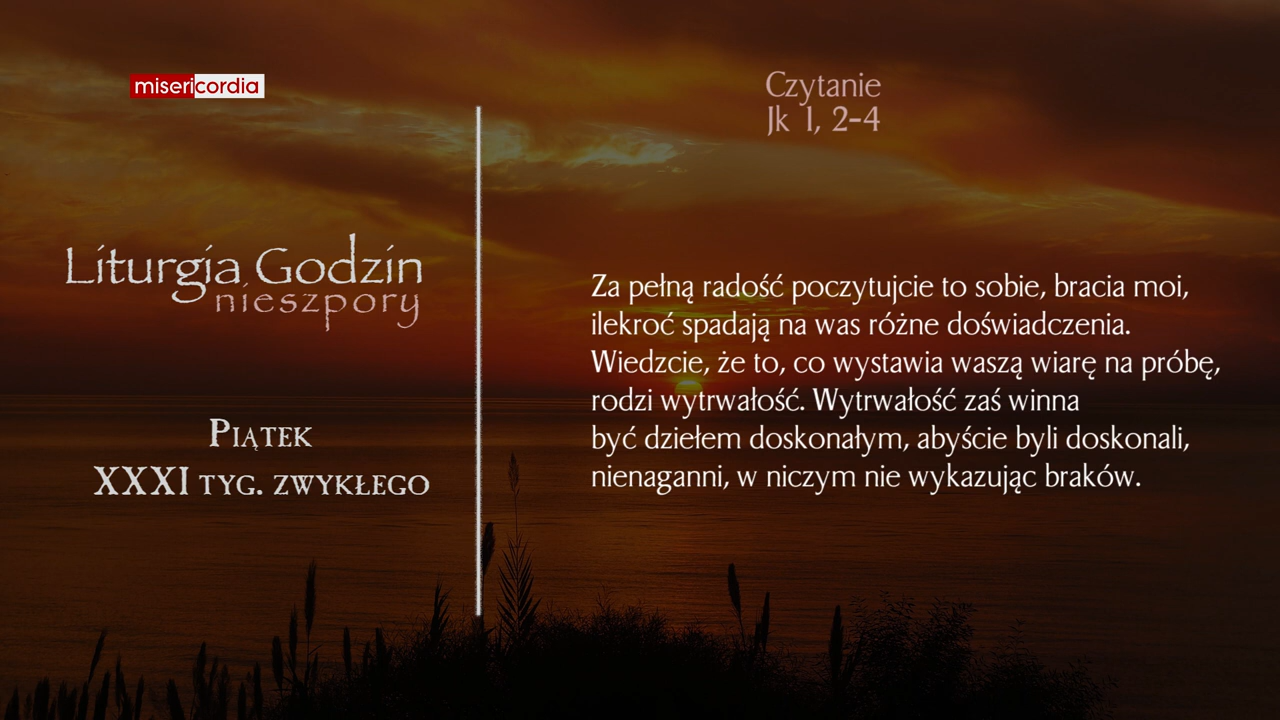 misericordia
Liturgia Godzin
nieszpory
Piątek
XXXI tyg. zwykłego
Czytanie
Jk 1, 2-4
Za pełną radość poczytujcie to sobie, bracia moi,
ilekroć spadają na was różne doświadczenia.
Wiedzcie, że to, co wystawia waszą wiarę na próbę,
rodzi wytrwałość. Wytrwałość zaś winna
być dziełem doskonałym, abyście byli doskonali,
nienaganni, w niczym nie wykazując braków.